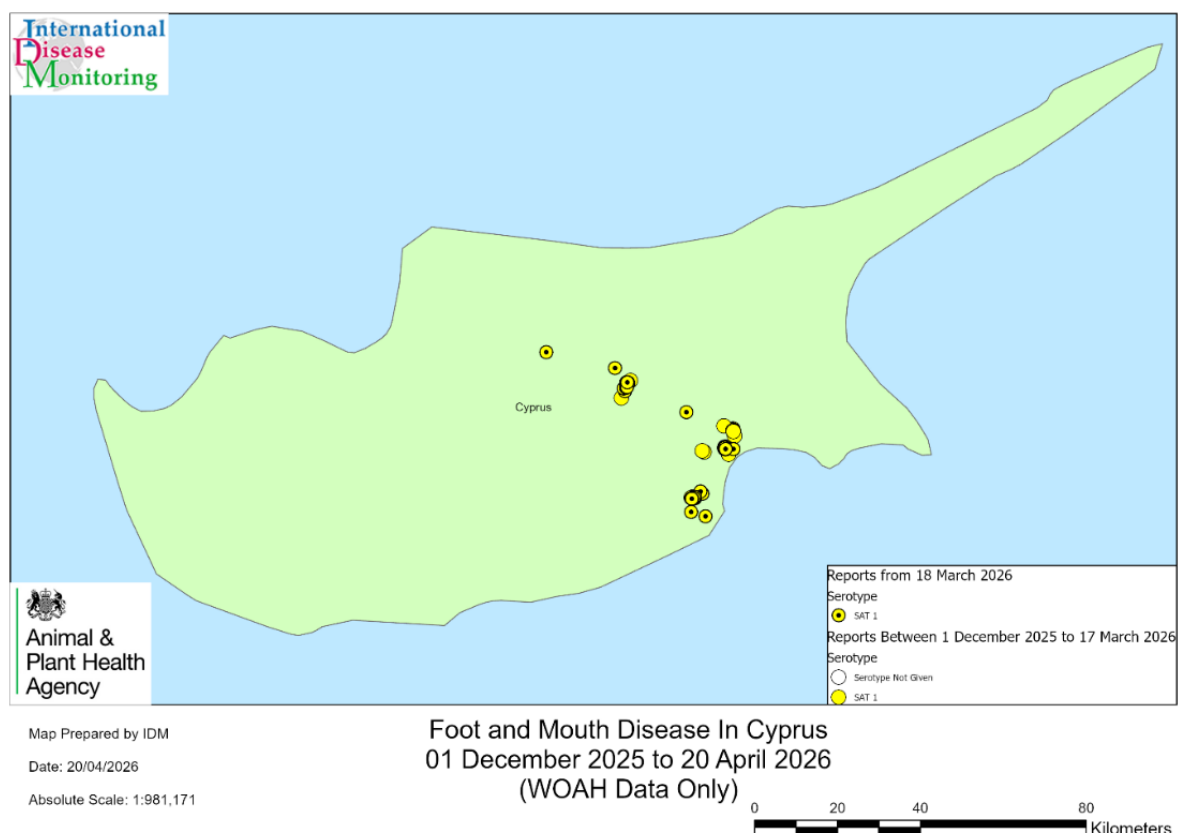 International
Disease
Monitoring
Cyprus
Reports from 18 March 2026
Serotype
SAT 1
Reports Between 1 December 2025 to 17 March 2026
Serotype
Serotype Not Given
SAT 1
Animal &
Plant Health
Agency
Map Prepared by IDM
Date: 20/04/2026
Absolute Scale: 1:981,171
Foot and Mouth Disease In Cyprus
01 December 2025 to 20 April 2026
(WOAH Data Only)
0 20 40 80
Kilometers